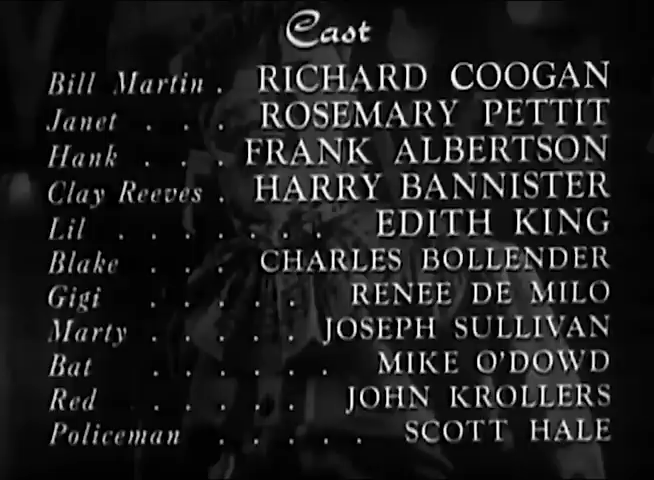 Cast
Bill Martin . RICHARD COOGAN
Janet . . . ROSEMARY PETTIT
Hank . . . FRANK ALBERTSON
Clay Reeves . HARRY BANNISTER
Lil . . . . . . . EDITH KING
Blake . . . CHARLES BOLLENDER
Gigi . . . . . RENEE DE MILO
Marty . . . . . JOSEPH SULLIVAN
Bat . . . . . . MIKE O'DOWD
Red . . . . . JOHN KROLLERS
Policeman . . . . . SCOTT HALE